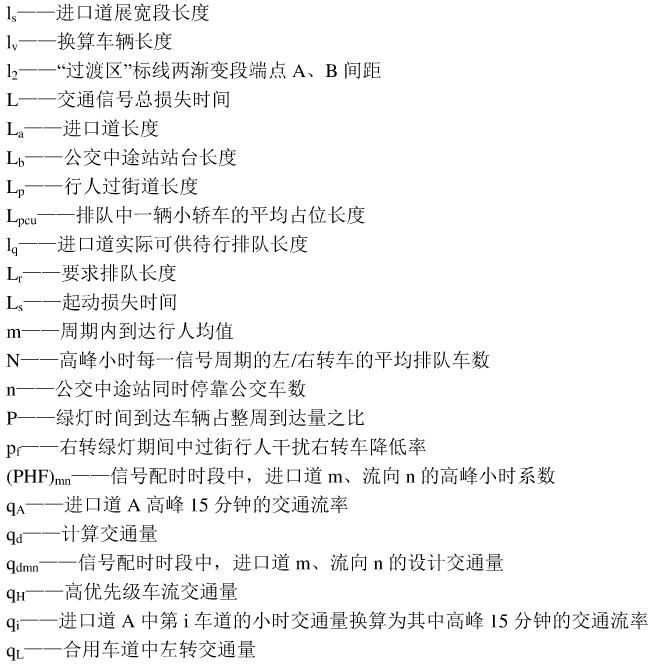 lₛ——进口道展宽段长度
lᵥ——换算车辆长度
l₂——“过渡区”标线两渐变段端点 A、B 间距
L——交通信号总损失时间
Lₐ——进口道长度
L_b——公交中途站站台长度
Lₚ——行人过街道长度
L_pcu——排队中一辆小轿车的平均占位长度
l_q——进口道实际可供待行排队长度
Lᵣ——要求排队长度
Lₛ——起动损失时间
m——周期内到达行人均值
N——高峰小时每一信号周期的左/右转车的平均排队车数
n——公交中途站同时停靠公交车数
P——绿灯时间到达车辆占整周到达量之比
p_f——右转绿灯期间中过街行人干扰右转车降低率
(PHF)_mn——信号配时时段中，进口道 m、流向 n 的高峰小时系数
q_A——进口道 A 高峰 15 分钟的交通流率
q_d——计算交通量
q_dmn——信号配时时段中，进口道 m、流向 n 的设计交通量
q_H——高优先级车流交通量
qᵢ——进口道 A 中第 i 车道的小时交通量换算为其中高峰 15 分钟的交通流率
q_L——合用车道中左转交通量